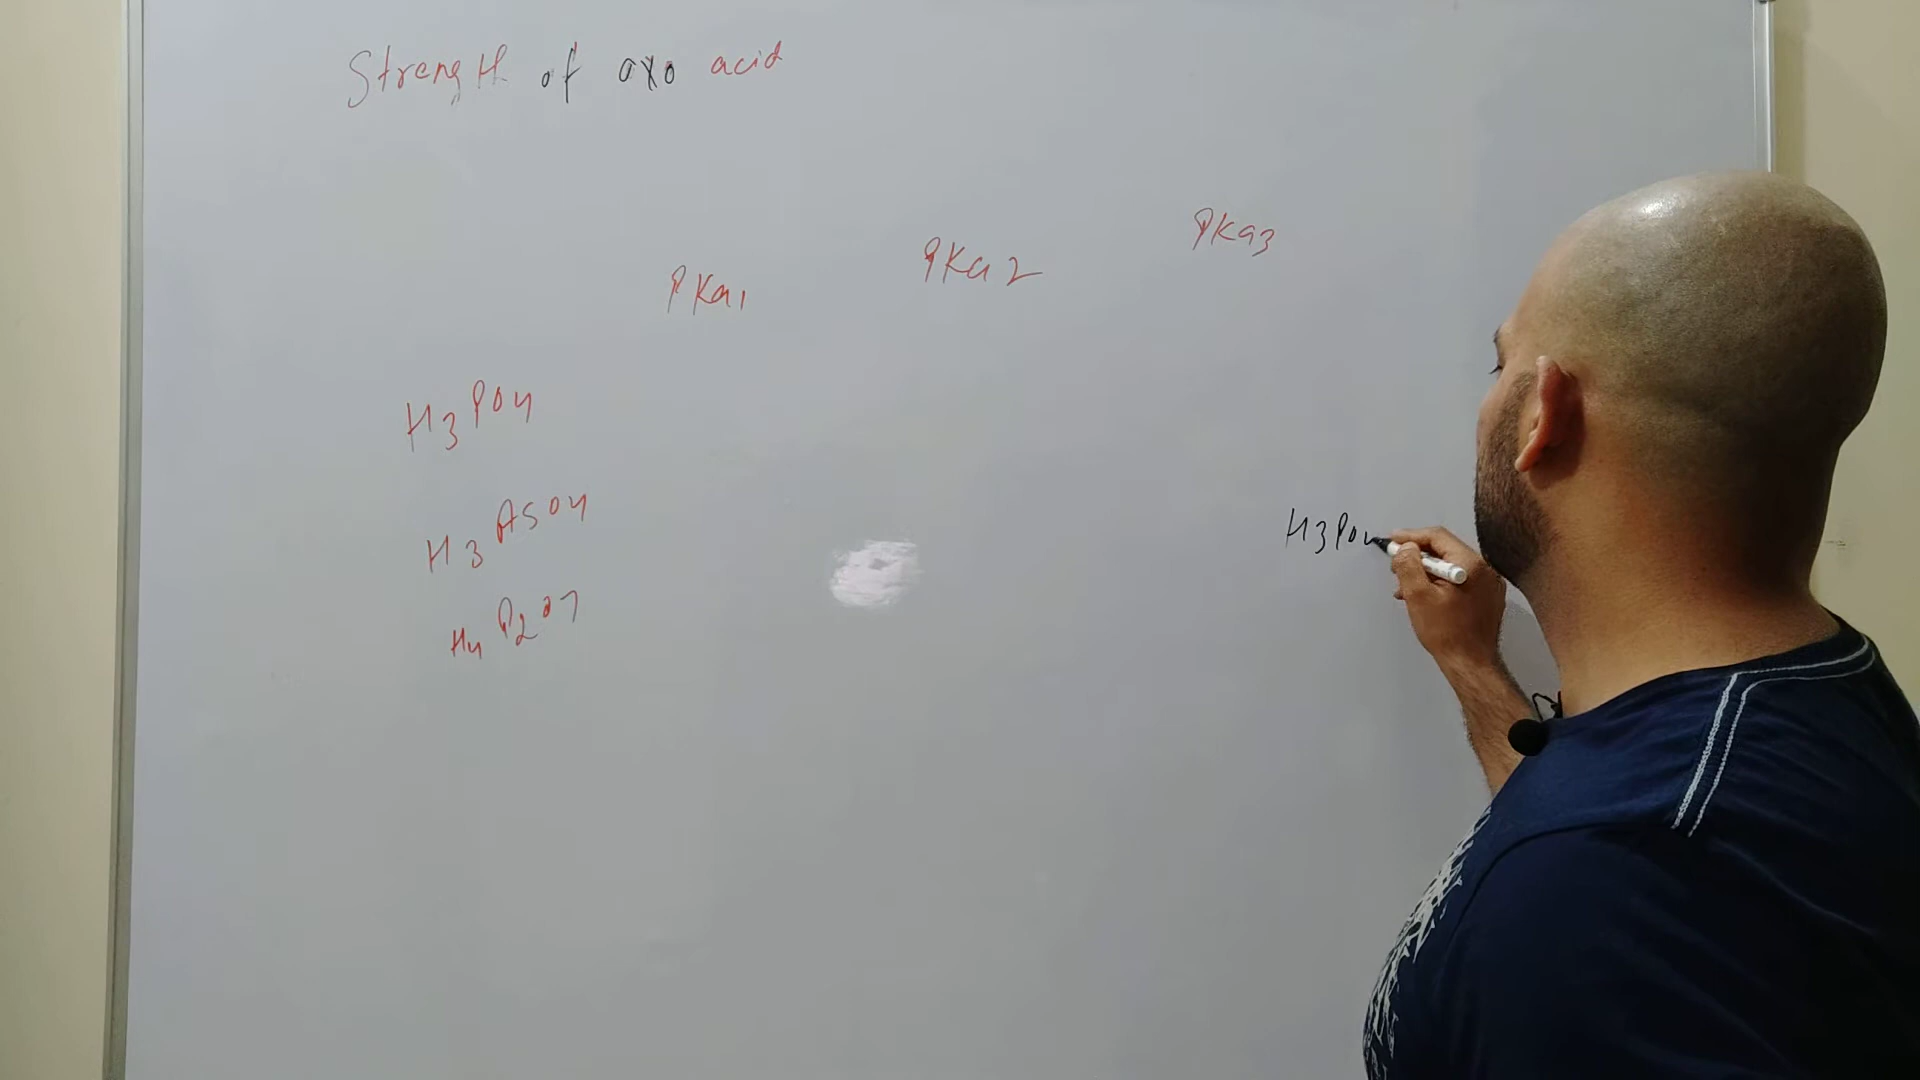 Strength of oxo acid
PKa1 PKa2 PKa3
H3PO4
H3AsO4
H4P2O7
H3PO4